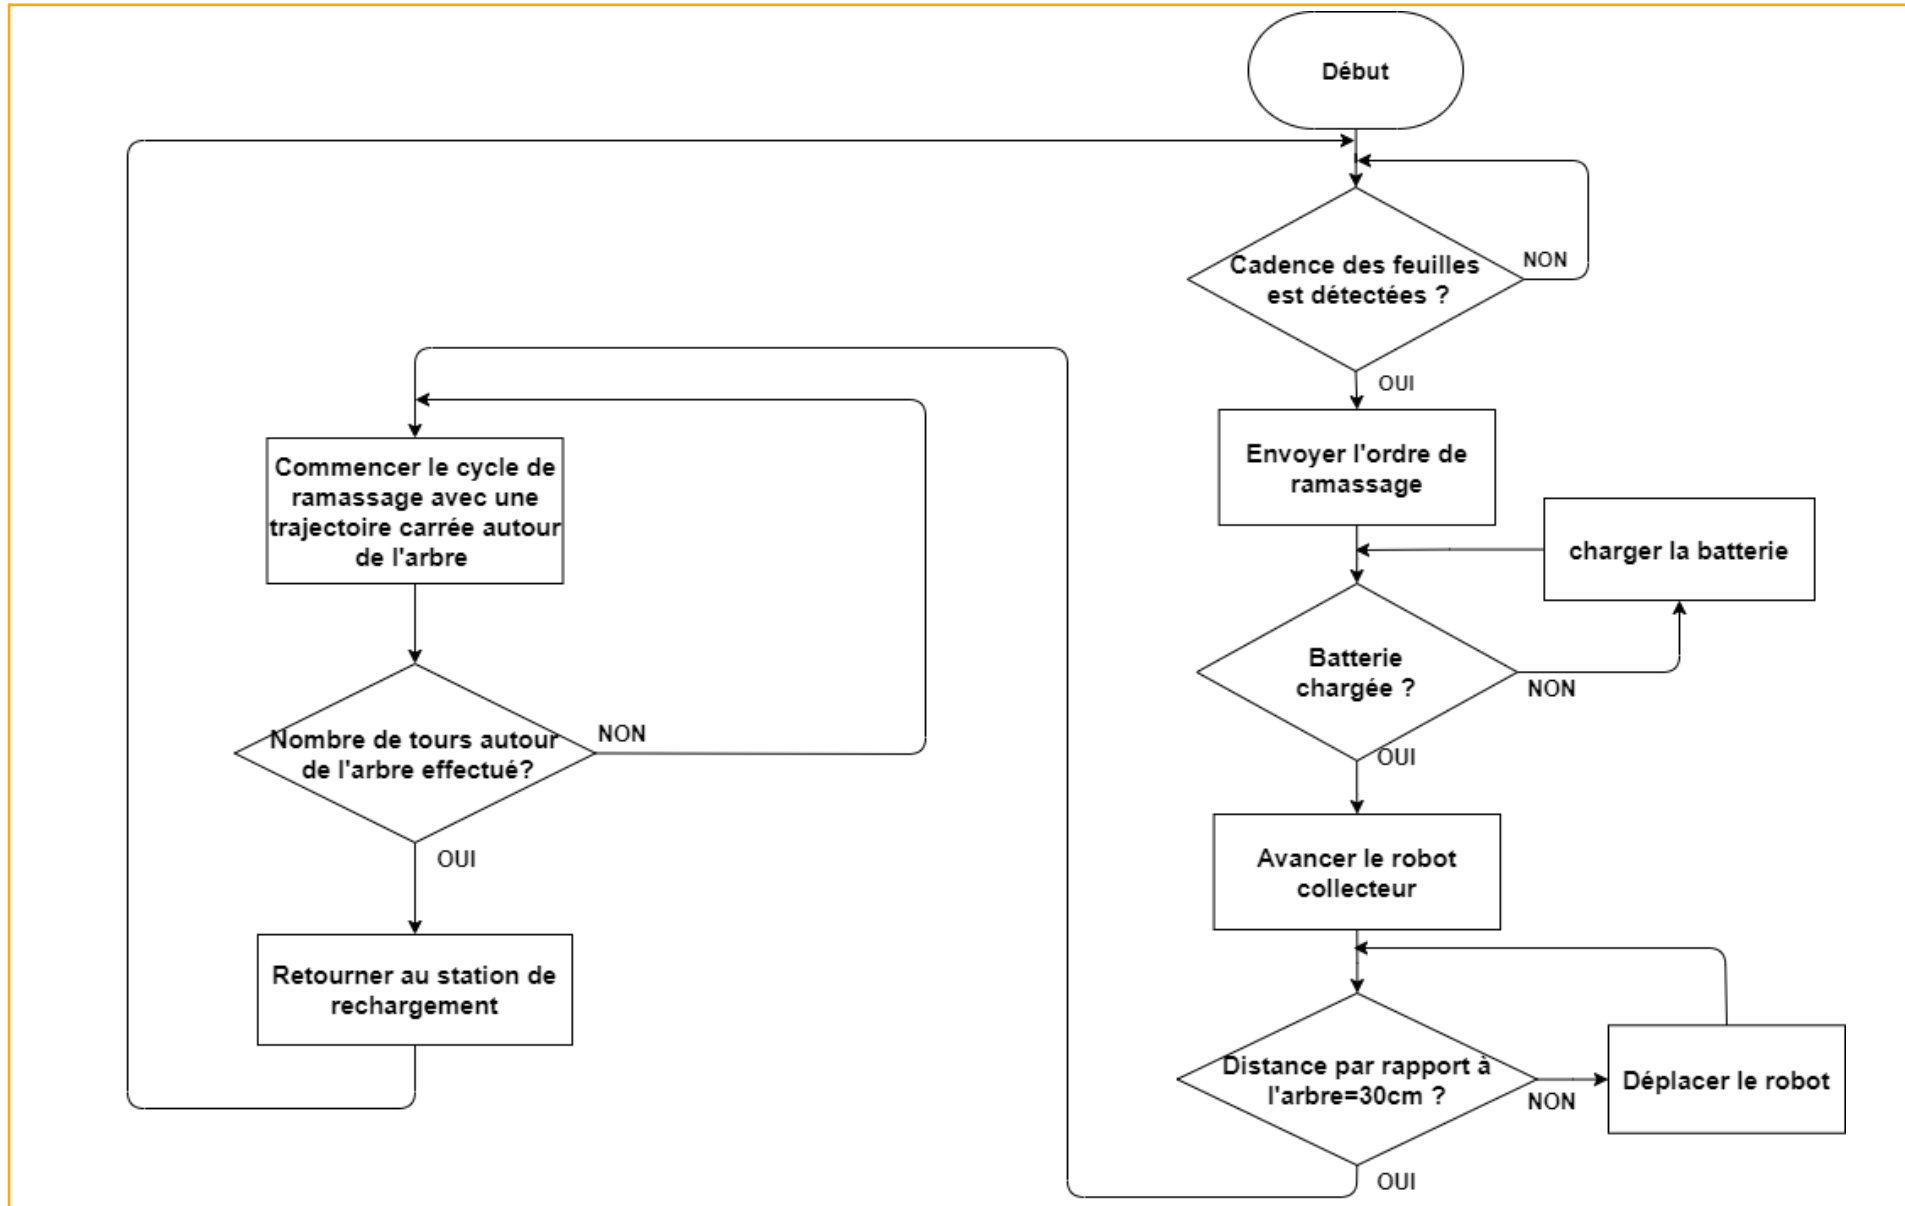 Début
Cadence des feuilles
est détectées ?
NON
OUI
Envoyer l'ordre de
ramassage
charger la batterie
Batterie
chargée ?
NON
OUI
Avancer le robot
collecteur
Distance par rapport à
l'arbre=30cm ?
NON
Déplacer le robot
OUI
Commencer le cycle de
ramassage avec une
trajectoire carrée autour
de l'arbre
Nombre de tours autour
de l'arbre effectué?
NON
OUI
Retourner au station de
rechargement